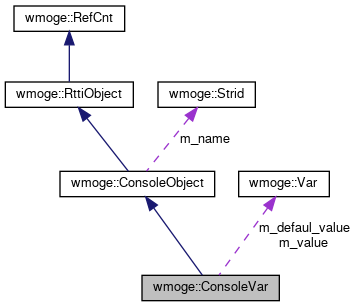 wmoge::RefCnt
wmoge::RttiObject
wmoge::Strid
m_name
wmoge::ConsoleObject
wmoge::Var
m_defaul_value
m_value
wmoge::ConsoleVar